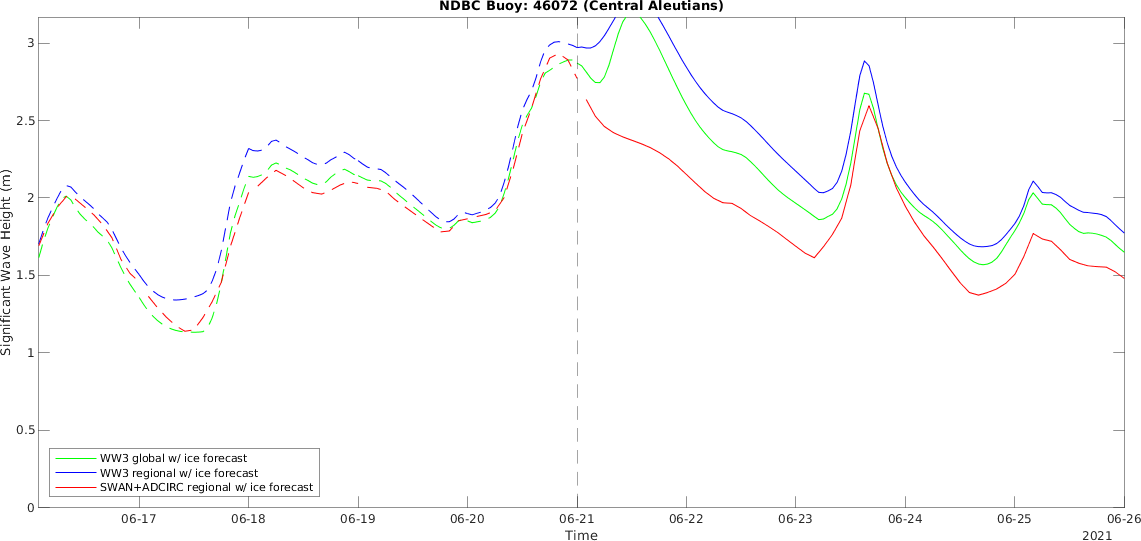 NDBC Buoy: 46072 (Central Aleutians)
3
2.5
2
1.5
1
0.5
0
Significant Wave Height (m)
WW3 global w/ ice forecast
WW3 regional w/ ice forecast
SWAN+ADCIRC regional w/ ice forecast
06-17 06-18 06-19 06-20 06-21 06-22 06-23 06-24 06-25 06-26
Time
2021